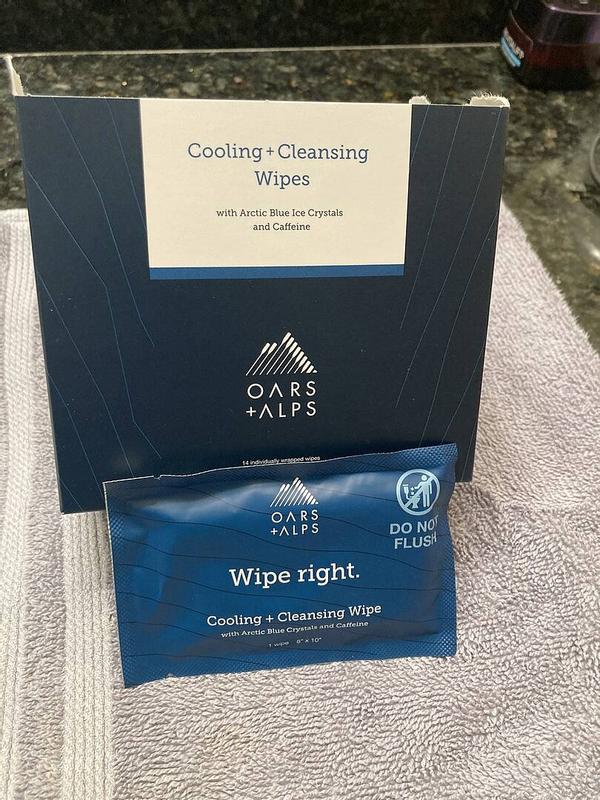 Cooling + Cleansing
Wipes
with Arctic Blue Ice Crystals
and Caffeine
OARS
+ALPS
14 individually wrapped wipes
OARS
+ALPS
DO NOT
FLUSH
Wipe right.
Cooling + Cleansing Wipe
with Arctic Blue Crystals and Caffeine
1 wipe 8" x 10"